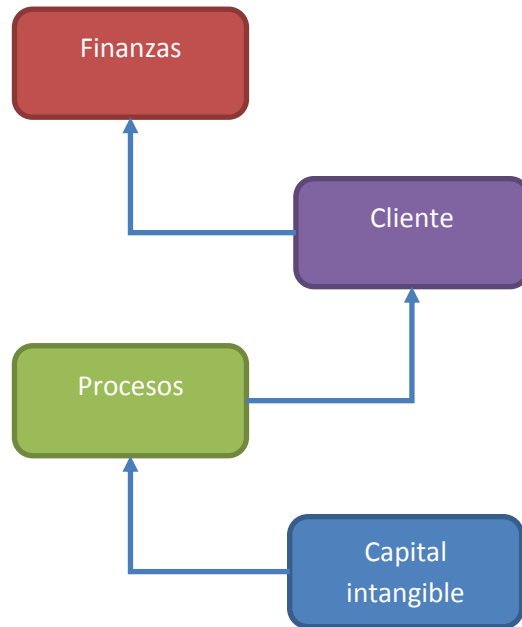 Finanzas
Cliente
Procesos
Capital
intangible